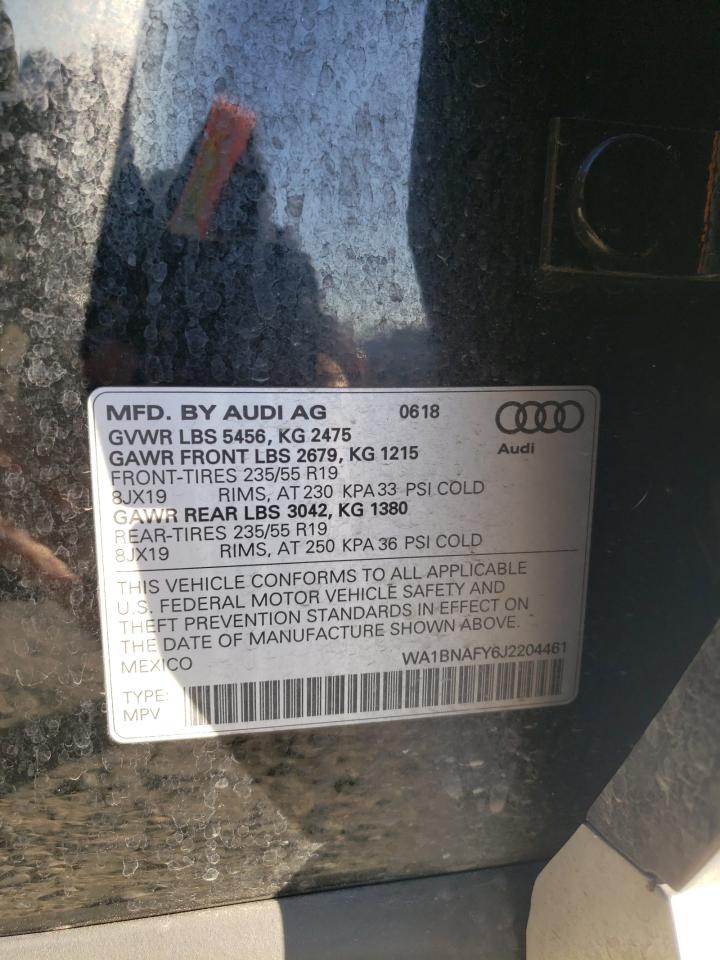 MFD. BY AUDI AG 0618
Audi
GVWR LBS 5456, KG 2475
GAWR FRONT LBS 2679, KG 1215
FRONT-TIRES 235/55 R19
8JX19 RIMS, AT 230 KPA 33 PSI COLD
GAWR REAR LBS 3042, KG 1380
REAR-TIRES 235/55 R19
8JX19 RIMS, AT 250 KPA 36 PSI COLD
THIS VEHICLE CONFORMS TO ALL APPLICABLE
U.S. FEDERAL MOTOR VEHICLE SAFETY AND
THEFT PREVENTION STANDARDS IN EFFECT ON
THE DATE OF MANUFACTURE SHOWN ABOVE.
MEXICO WA1BNAFY6J2204461
TYPE:
MPV